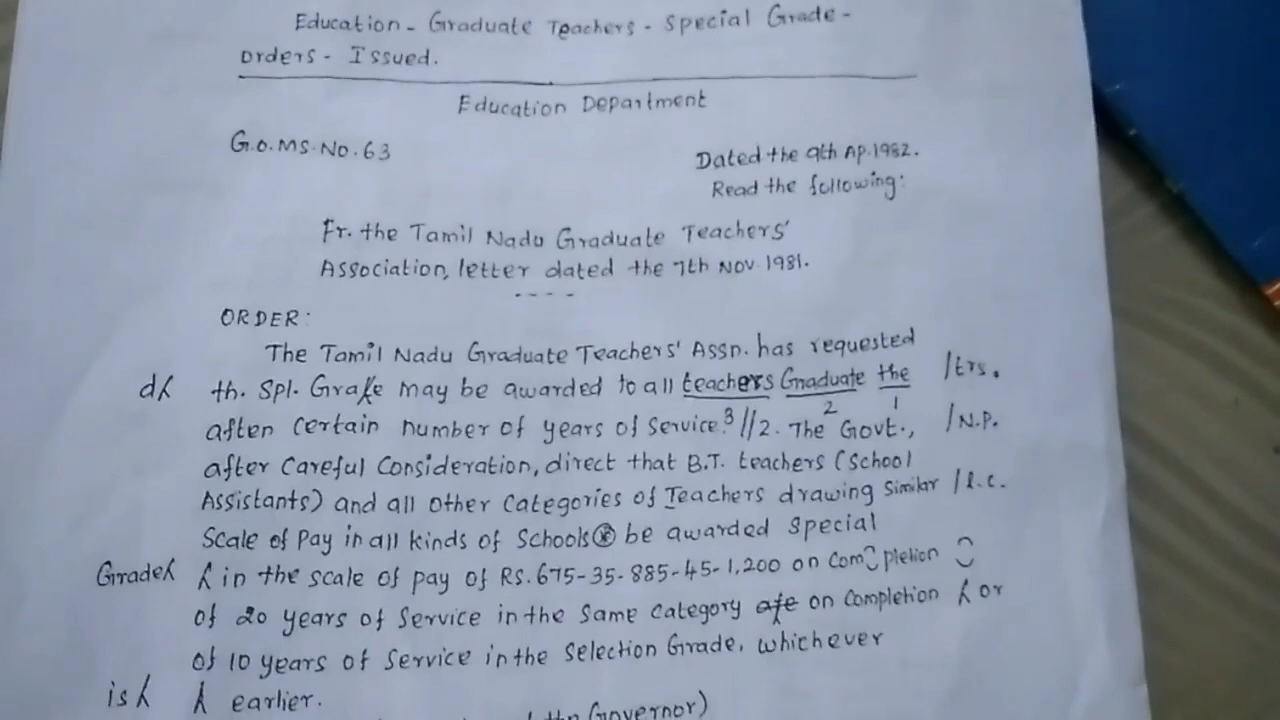 Education - Graduate Teachers - Special Grade -
orders - Issued.
Education Department
G.O.MS.No.63
Dated the 9th Ap.1982.
Read the following:
Fr. the Tamil Nadu Graduate Teachers'
Association, letter dated the 7th Nov 1981.
ORDER:
The Tamil Nadu Graduate Teachers' Assn. has requested
d/ th. Spl. Grake may be awarded to all teachers Graduate the /trs.
after certain number of years of service.3 //2. The 2 Govt., 1 /N.P.
after Careful Consideration, direct that B.T. teachers (School
Assistants) and all other categories of Teachers drawing Similar /l.c.
Scale of Pay in all kinds of Schools be awarded Special
Grade in the scale of pay of Rs.675-35-885-45-1,200 on Completion
of 20 years of Service in the Same Category afe on Completion or
of 10 years of Service in the Selection Grade, whichever
is earlier.
the Governor)